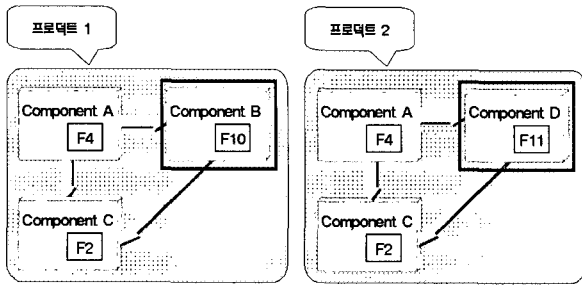 프로덕트 1
Component A
F4
Component B
F10
Component C
F2
프로덕트 2
Component A
F4
Component D
F11
Component C
F2